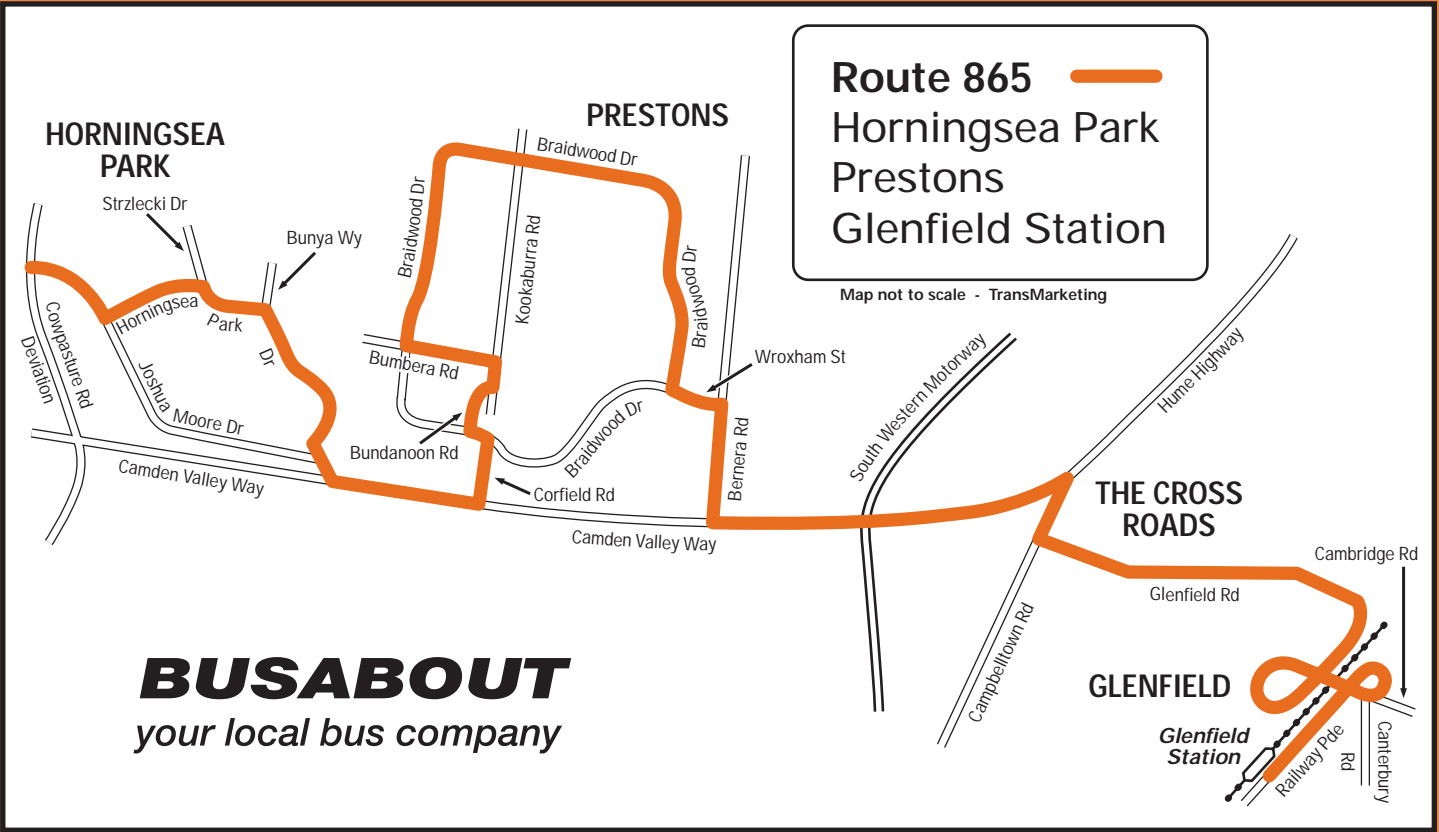 Route 865
Horningsea Park
Prestons
Glenfield Station
Map not to scale - TransMarketing
HORNINGSEA
PARK
PRESTONS
Strzlecki Dr
Bunya Wy
Braidwood Dr
Braidwood Dr
Kookaburra Rd
Braidwood Dr
Horningsea
Park
Dr
Cowpasture Rd
Deviation
Joshua
Moore Dr
Bumbera Rd
Wroxham St
Bundanoon Rd
Braidwood Dr
Bernera Rd
Corfield Rd
Camden Valley Way
Camden Valley Way
South Western Motorway
Hume Highway
THE CROSS
ROADS
Cambridge Rd
Glenfield Rd
Campbelltown Rd
GLENFIELD
Glenfield
Station
Railway Pde
Canterbury
Rd
BUSABOUT
your local bus company